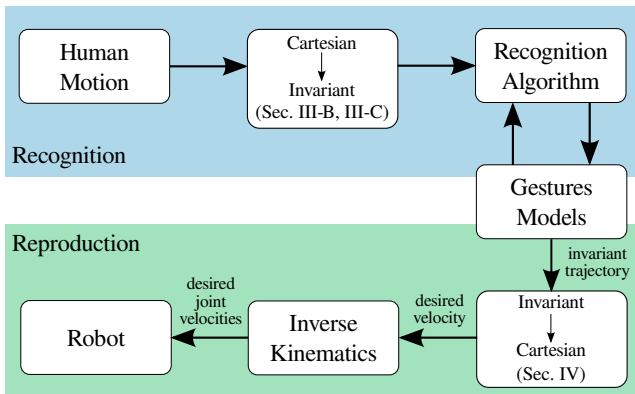 Human
Motion
Cartesian
Invariant
(Sec. III-B, III-C)
Recognition
Algorithm
Recognition
Gestures
Models
Reproduction
invariant
trajectory
Robot
desired
joint
velocities
Inverse
Kinematics
desired
velocity
Invariant
Cartesian
(Sec. IV)